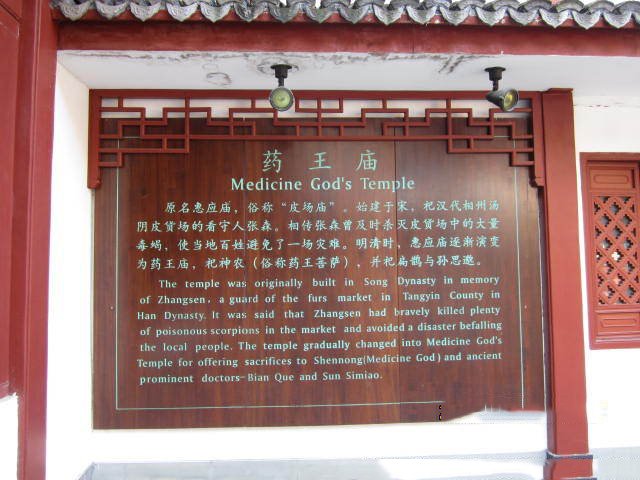 药王庙
Medicine God's Temple
原名惠应庙，俗称“皮场庙”。始建于宋，祀汉代相州汤
阴皮货场的看守人张森。相传张森曾及时杀灭皮货场中的大量
毒蝎，使当地百姓避免了一场灾难。明清时，惠应庙逐渐演变
为药王庙，祀神农（俗称药王菩萨），并祀扁鹊与孙思邈。
The temple was originally built in Song Dynasty in memory
of Zhangsen, a guard of the furs market in Tangyin County in
Han Dynasty. It was said that Zhangsen had bravely killed plenty
of poisonous scorpions in the market and avoided a disaster befalling
the local people. The temple gradually changed into Medicine God's
Temple for offering sacrifices to Shennong(Medicine God) and ancient
prominent doctors-Bian Que and Sun Simiao.